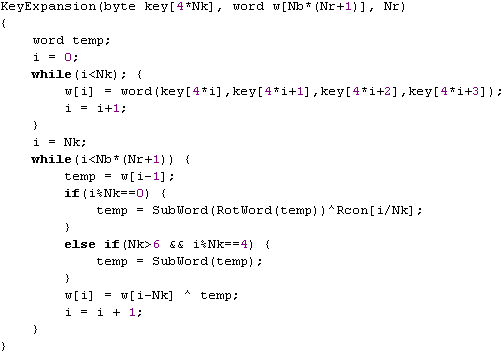 KeyExpansion(byte key[4*Nk], word w[Nb*(Nr+1)], Nr)
{
    word temp;
    i = 0;
    while(i<Nk); {
        w[i] = word(key[4*i],key[4*i+1],key[4*i+2],key[4*i+3]);
        i = i+1;
    }
    i = Nk;
    while(i<Nb*(Nr+1)) {
        temp = w[i-1];
        if(i%Nk==0) {
            temp = SubWord(RotWord(temp))^Rcon[i/Nk];
        }
        else if(Nk>6 && i%Nk==4) {
            temp = SubWord(temp);
        }
        w[i] = w[i-Nk] ^ temp;
        i = i + 1;
    }
}